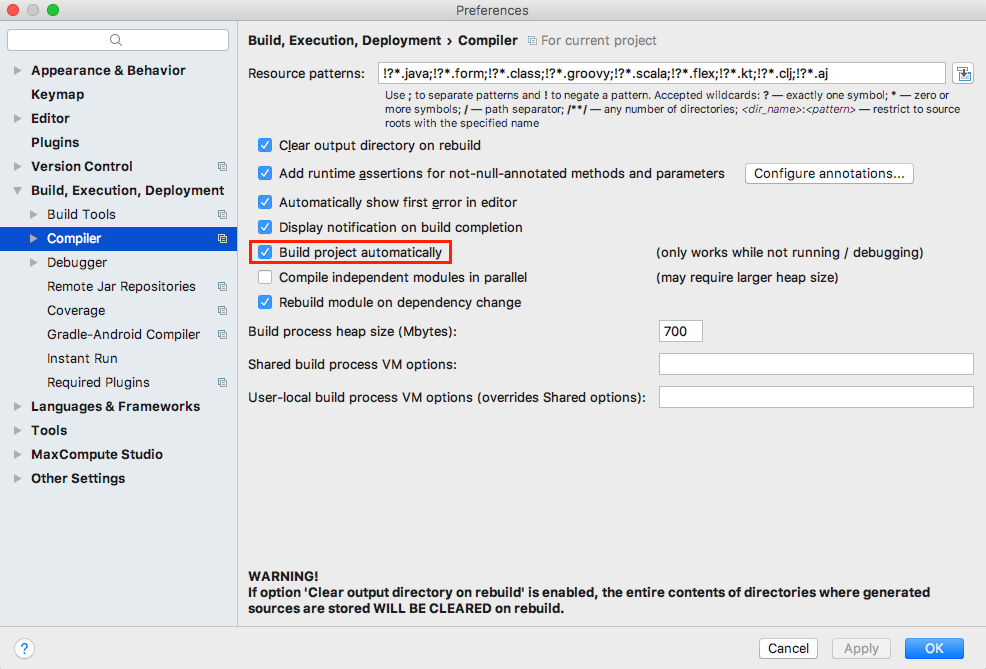 Preferences
Appearance & Behavior
Keymap
Editor
Plugins
Version Control
Build, Execution, Deployment
Build Tools
Compiler
Debugger
Remote Jar Repositories
Coverage
Gradle-Android Compiler
Instant Run
Required Plugins
Languages & Frameworks
Tools
MaxCompute Studio
Other Settings
Build, Execution, Deployment › Compiler For current project
Resource patterns: !?*.java;!?*.form;!?*.class;!?*.groovy;!?*.scala;!?*.flex;!?*.kt;!?*.clj;!?*.aj
Use ; to separate patterns and ! to negate a pattern. Accepted wildcards: ? — exactly one symbol; * — zero or
more symbols; / — path separator; /**/ — any number of directories; <dir_name>:<pattern> — restrict to source
roots with the specified name
Clear output directory on rebuild
Add runtime assertions for not-null-annotated methods and parameters Configure annotations...
Automatically show first error in editor
Display notification on build completion
Build project automatically (only works while not running / debugging)
Compile independent modules in parallel (may require larger heap size)
Rebuild module on dependency change
Build process heap size (Mbytes): 700
Shared build process VM options:
User-local build process VM options (overrides Shared options):
WARNING!
If option 'Clear output directory on rebuild' is enabled, the entire contents of directories where generated
sources are stored WILL BE CLEARED on rebuild.
? Cancel Apply OK